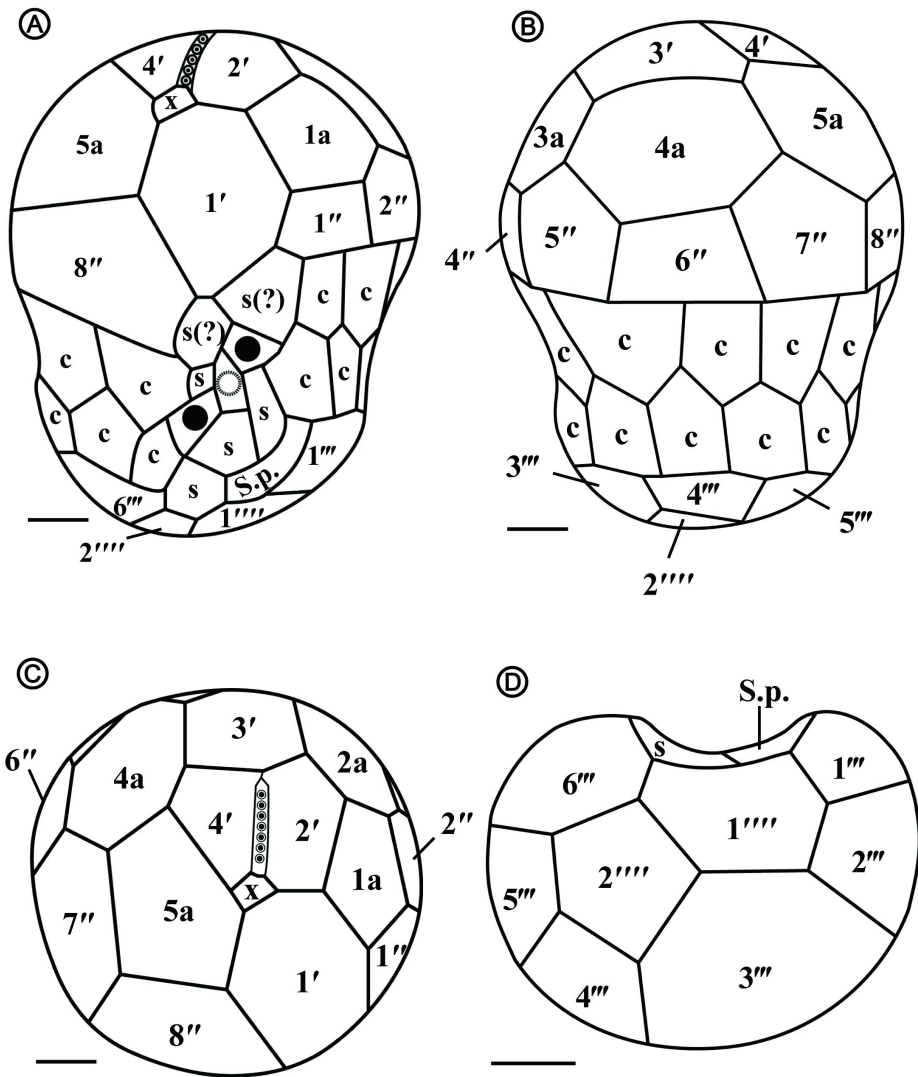 A
4′ 2′
x
5a 1a
1′
1″ 2″
8″
s(?) c c
s(?)
c c s c c
s
c c s
c s 1‴
s S.p.
6‴
1⁗
2⁗
B
3′ 4′
3a 4a 5a
5″ 6″ 7″ 8″
4″
c c c c
c c c c c
3‴
4‴
5‴
2⁗
C
3′
6″ 4a 2a
4′ 2′ 2″
x 1a
5a
7″ 1″
1′
8″
D
S.p.
s
6‴ 1‴
1⁗
5‴ 2⁗ 2‴
4‴ 3‴